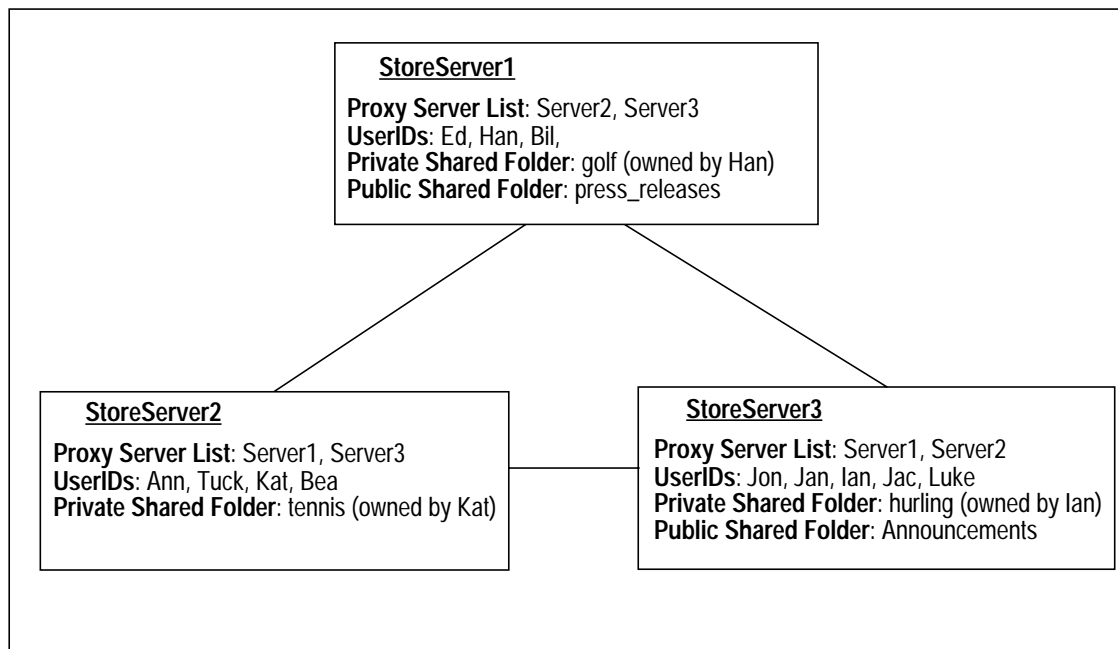 StoreServer1
Proxy Server List: Server2, Server3
UserIDs: Ed, Han, Bil,
Private Shared Folder: golf (owned by Han)
Public Shared Folder: press_releases
StoreServer2
Proxy Server List: Server1, Server3
UserIDs: Ann, Tuck, Kat, Bea
Private Shared Folder: tennis (owned by Kat)
StoreServer3
Proxy Server List: Server1, Server2
UserIDs: Jon, Jan, Ian, Jac, Luke
Private Shared Folder: hurling (owned by Ian)
Public Shared Folder: Announcements